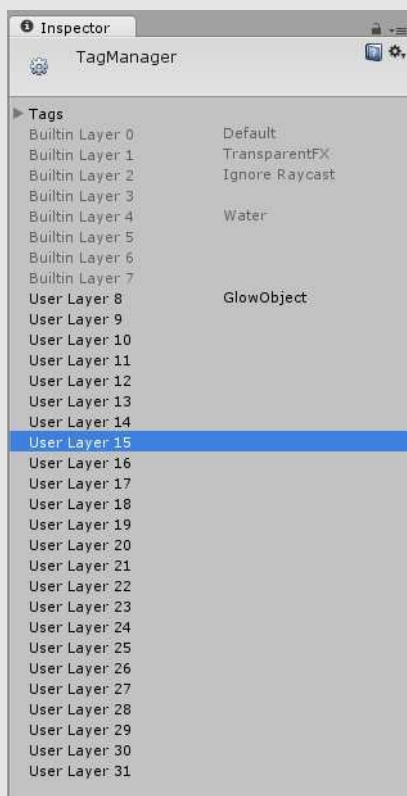 Inspector
TagManager
Tags
Builtin Layer 0 Default
Builtin Layer 1 TransparentFX
Builtin Layer 2 Ignore Raycast
Builtin Layer 3
Builtin Layer 4 Water
Builtin Layer 5
Builtin Layer 6
Builtin Layer 7
User Layer 8 GlowObject
User Layer 9
User Layer 10
User Layer 11
User Layer 12
User Layer 13
User Layer 14
User Layer 15
User Layer 16
User Layer 17
User Layer 18
User Layer 19
User Layer 20
User Layer 21
User Layer 22
User Layer 23
User Layer 24
User Layer 25
User Layer 26
User Layer 27
User Layer 28
User Layer 29
User Layer 30
User Layer 31